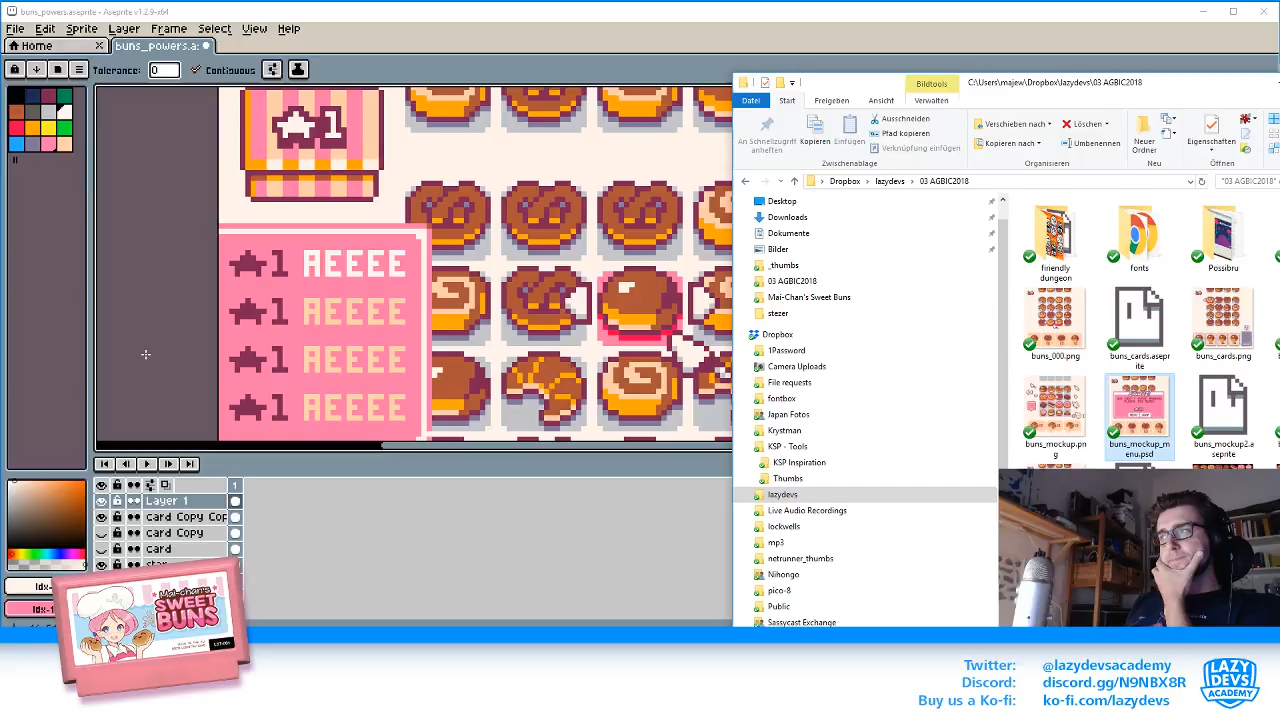 buns_powers.aseprite - Aseprite v1.2.9-x64
File Edit Sprite Layer Frame Select View Help
Home
buns_powers.a:
Tolerance: 0 Continuous
Bildtools
C:\Users\majew\Dropbox\lazydevs\03 AGBIC2018
Datei Start Freigeben Ansicht Verwalten
An Schnellzugriff anheften
Kopieren
Einfügen
Ausschneiden
Pfad kopieren
Verknüpfung einfügen
Zwischenablage
Verschieben nach
Kopieren nach
Löschen
Umbenennen
Organisieren
Neuer Ordner
Neu
Eigenschaften
Öffnen
Dropbox lazydevs 03 AGBIC2018
"03 AGBIC2018"
Desktop
Downloads
Dokumente
Bilder
_thumbs
03 AGBIC2018
Mai-Chan's Sweet Buns
stezer
Dropbox
1Password
Camera Uploads
File requests
fontbox
Japan Fotos
Krystman
KSP - Tools
KSP Inspiration
Thumbs
lazydevs
Live Audio Recordings
lockwells
mp3
netrunner_thumbs
Nihongo
pico-8
Public
Sassycast Exchange
friendly dungeon
fonts
Possibru
buns_000.png
buns_cards.aseprite
buns_cards.png
buns_mockup.png
buns_mockup_menu.psd
buns_mockup2.aseprite
1
1 AEEEE
1 AEEEE
1 AEEEE
1 AEEEE
1
Layer 1
card Copy Cop
card Copy
card
Idx-
Idx-1
Mai-chan's
SWEET
BUNS
Twitter: @lazydevsacademy
Discord: discord.gg/N9NBX8R
Buy us a Ko-fi: ko-fi.com/lazydevs
LAZY
DEVS
ACADEMY